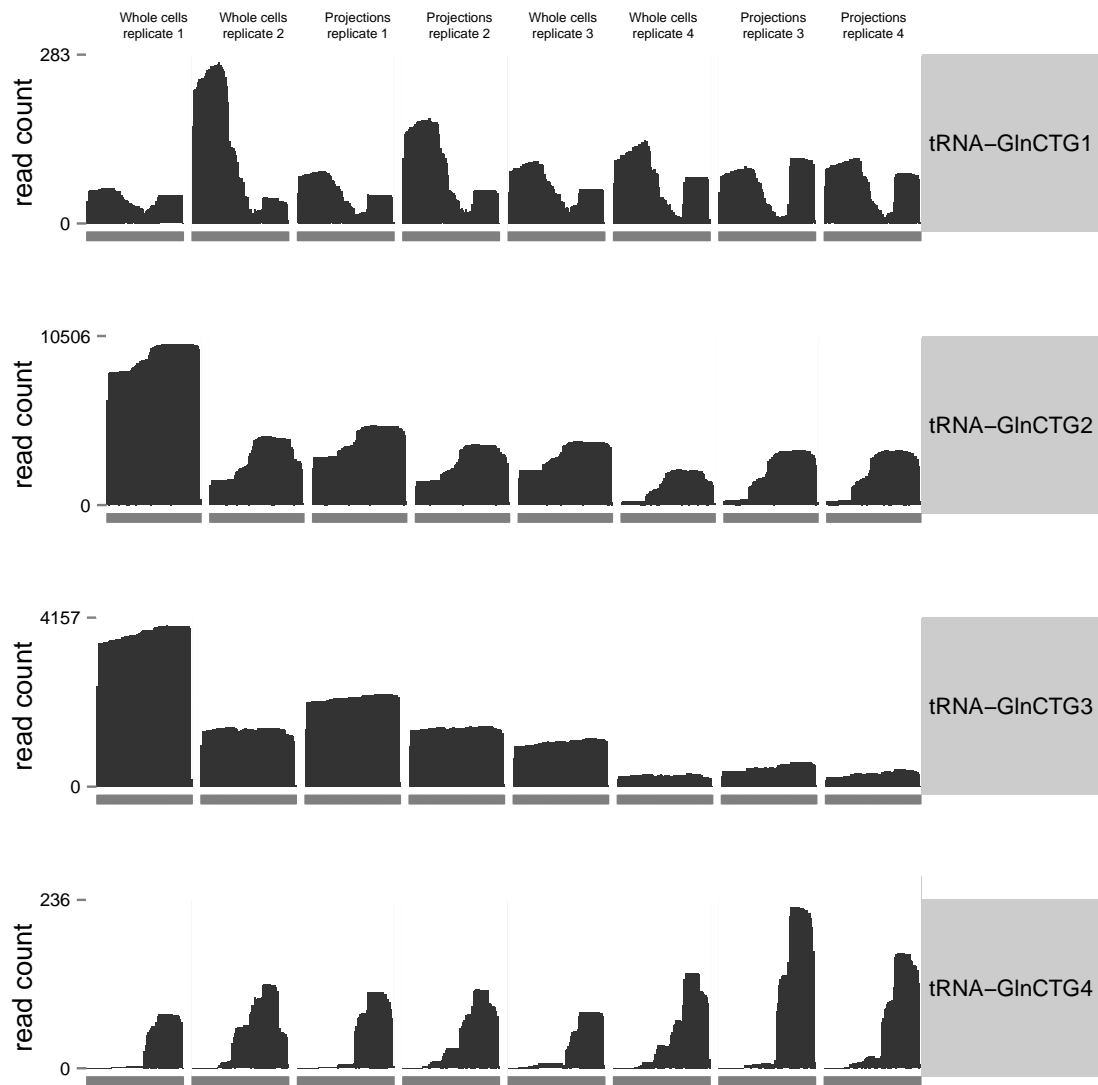 Whole cells
replicate 1
Whole cells
replicate 2
Projections
replicate 1
Projections
replicate 2
Whole cells
replicate 3
Whole cells
replicate 4
Projections
replicate 3
Projections
replicate 4
283
read count
0
tRNA−GlnCTG1
10506
read count
0
tRNA−GlnCTG2
4157
read count
0
tRNA−GlnCTG3
236
read count
0
tRNA−GlnCTG4